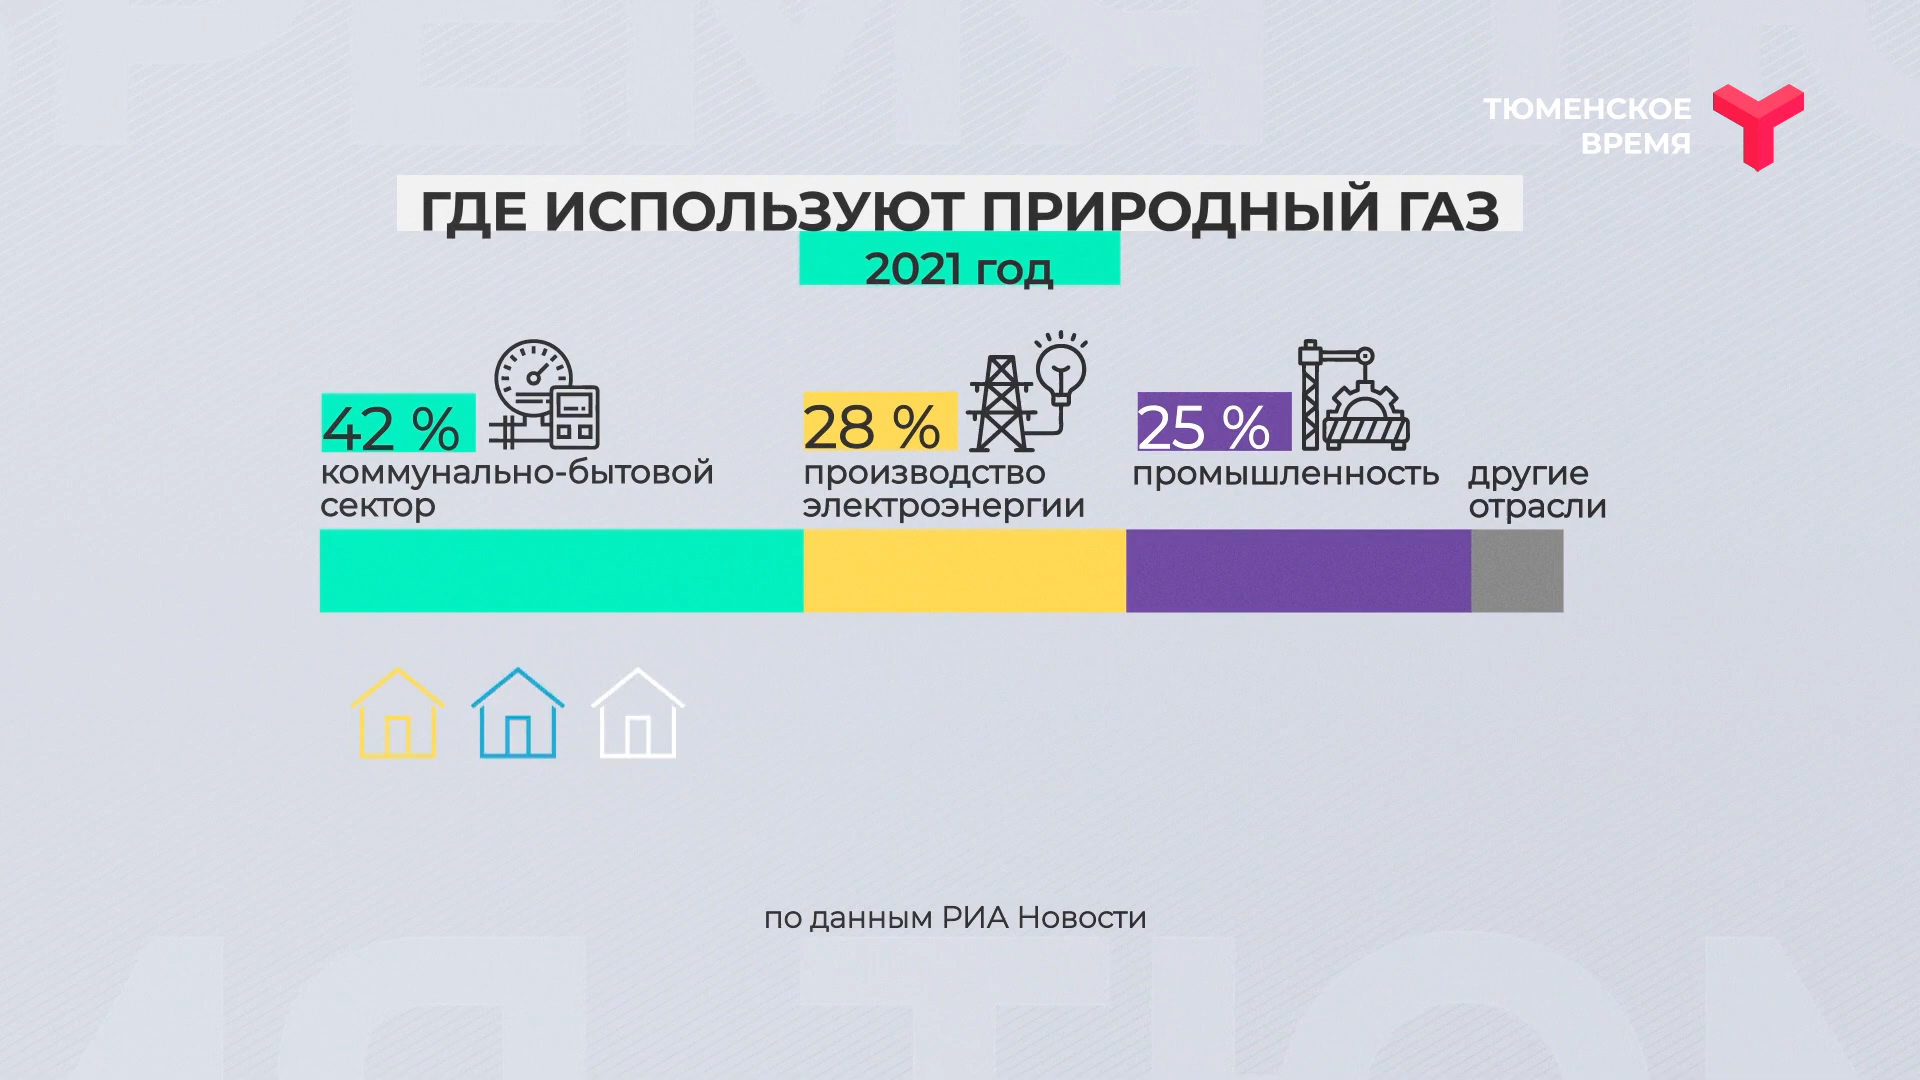 ТЮМЕНСКОЕ
ВРЕМЯ
ГДЕ ИСПОЛЬЗУЮТ ПРИРОДНЫЙ ГАЗ
2021 год
42 %
коммунально-бытовой
сектор
28 %
производство
электроэнергии
25 %
промышленность
другие
отрасли
по данным РИА Новости